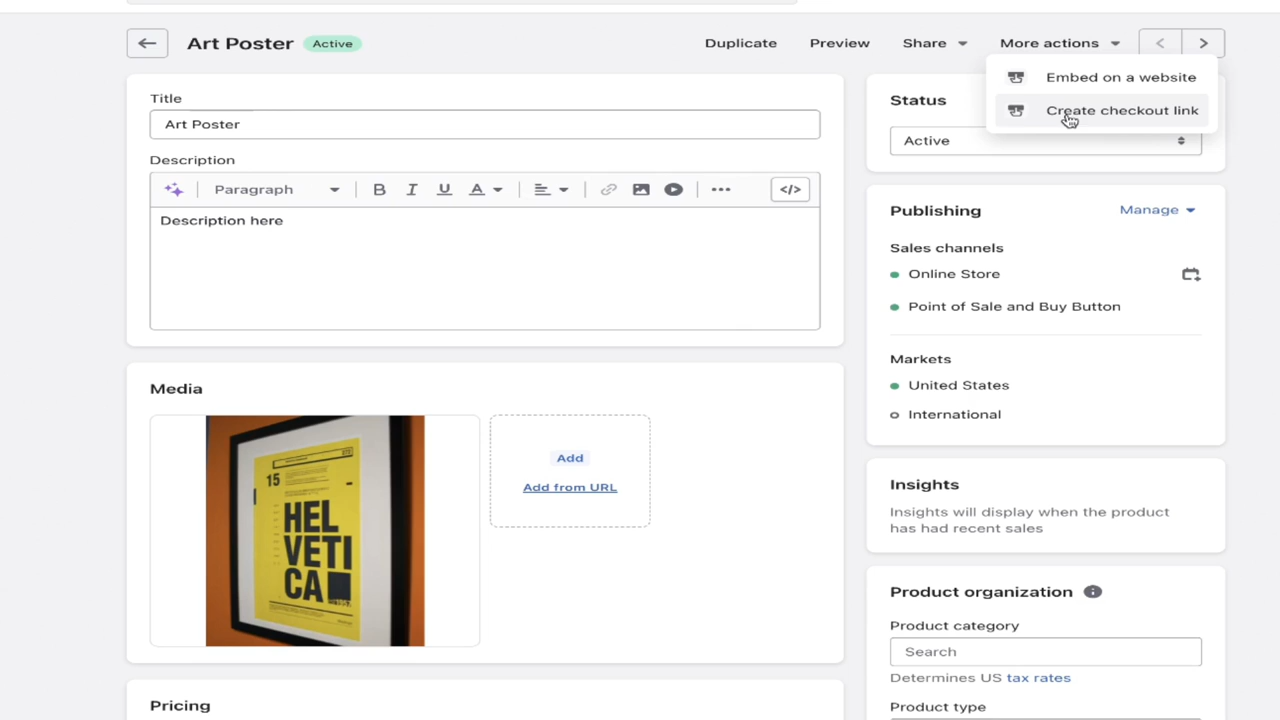 Art Poster
Active
Duplicate
Preview
Share
More actions
Embed on a website
Create checkout link
Title
Art Poster
Description
Paragraph
B I U A
</>
Description here
Status
Active
Publishing
Manage
Sales channels
Online Store
Point of Sale and Buy Button
Markets
United States
International
Media
15
HEL
VETI
CA
Add
Add from URL
Insights
Insights will display when the product
has had recent sales
Product organization
Product category
Search
Determines US tax rates
Product type
Pricing